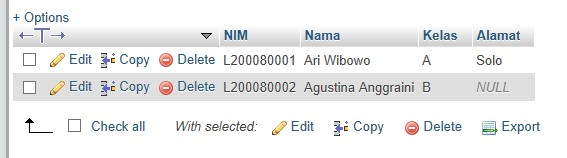 + Options
NIM Nama Kelas Alamat
Edit Copy Delete L200080001 Ari Wibowo A Solo
Edit Copy Delete L200080002 Agustina Anggraini B NULL
Check all With selected: Edit Copy Delete Export